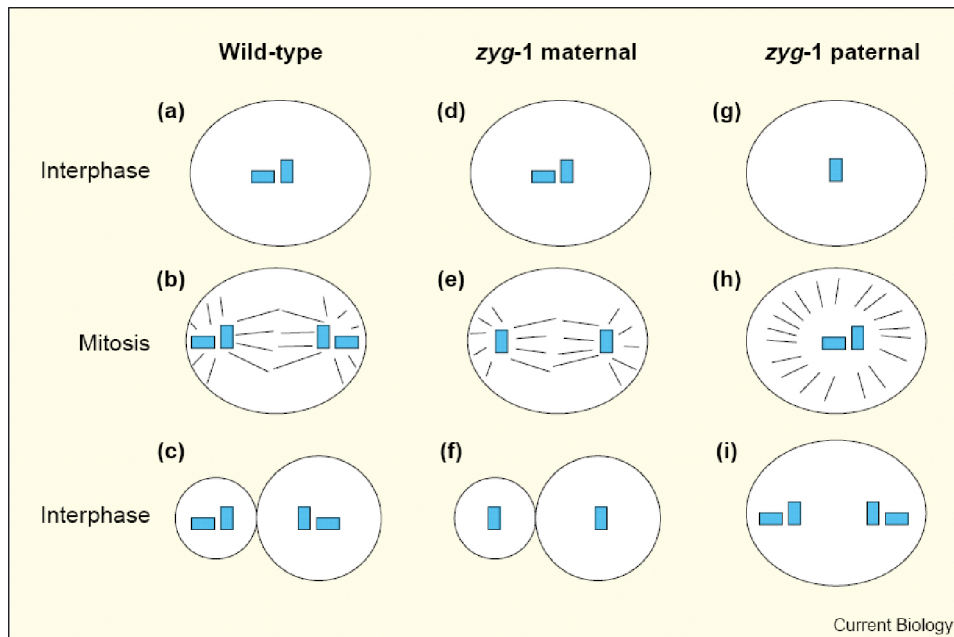 Wild-type zyg-1 maternal zyg-1 paternal
(a) (d) (g)
Interphase
(b) (e) (h)
Mitosis
(c) (f) (i)
Interphase
Current Biology